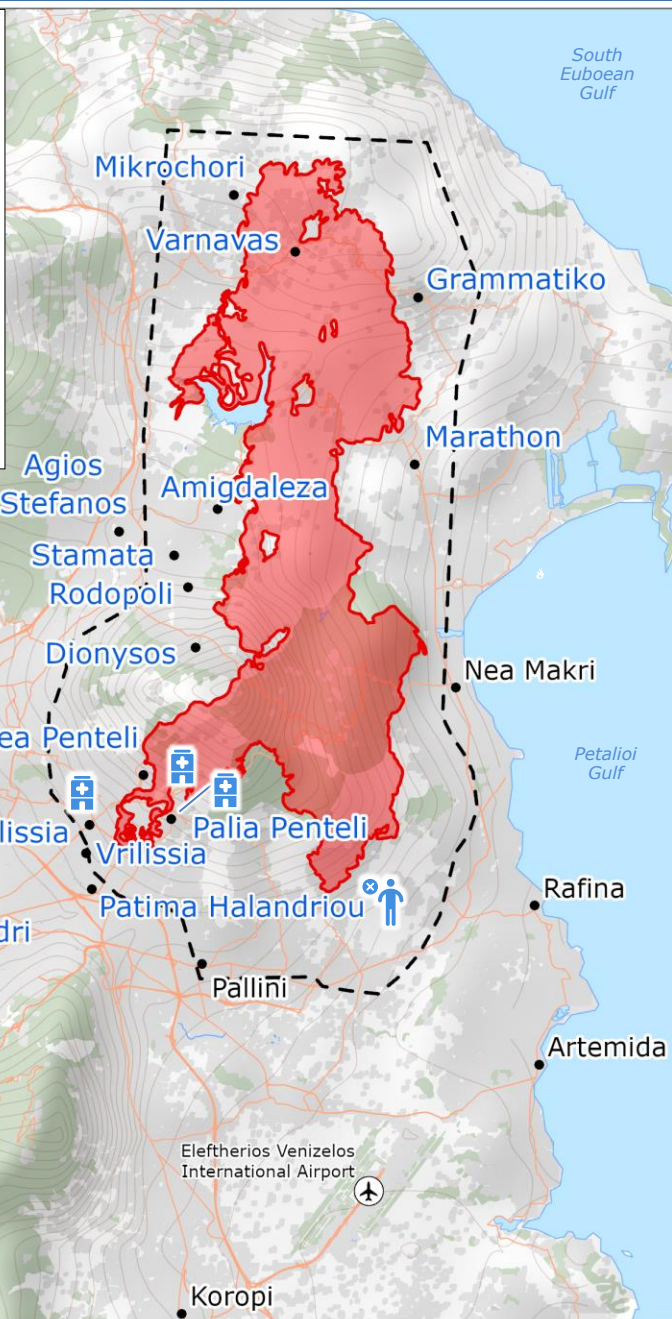 South
Euboean
Gulf
Mikrochori
Varnavas
Grammatiko
Marathon
Agios
Stefanos
Amigdaleza
Stamata
Rodopoli
Dionysos
Nea Makri
ea Penteli
Petalioi
Gulf
lissia
Palia Penteli
Vrilissia
Rafina
Patima Halandriou
dri
Pallini
Artemida
Eleftherios Venizelos
International Airport
Koropi